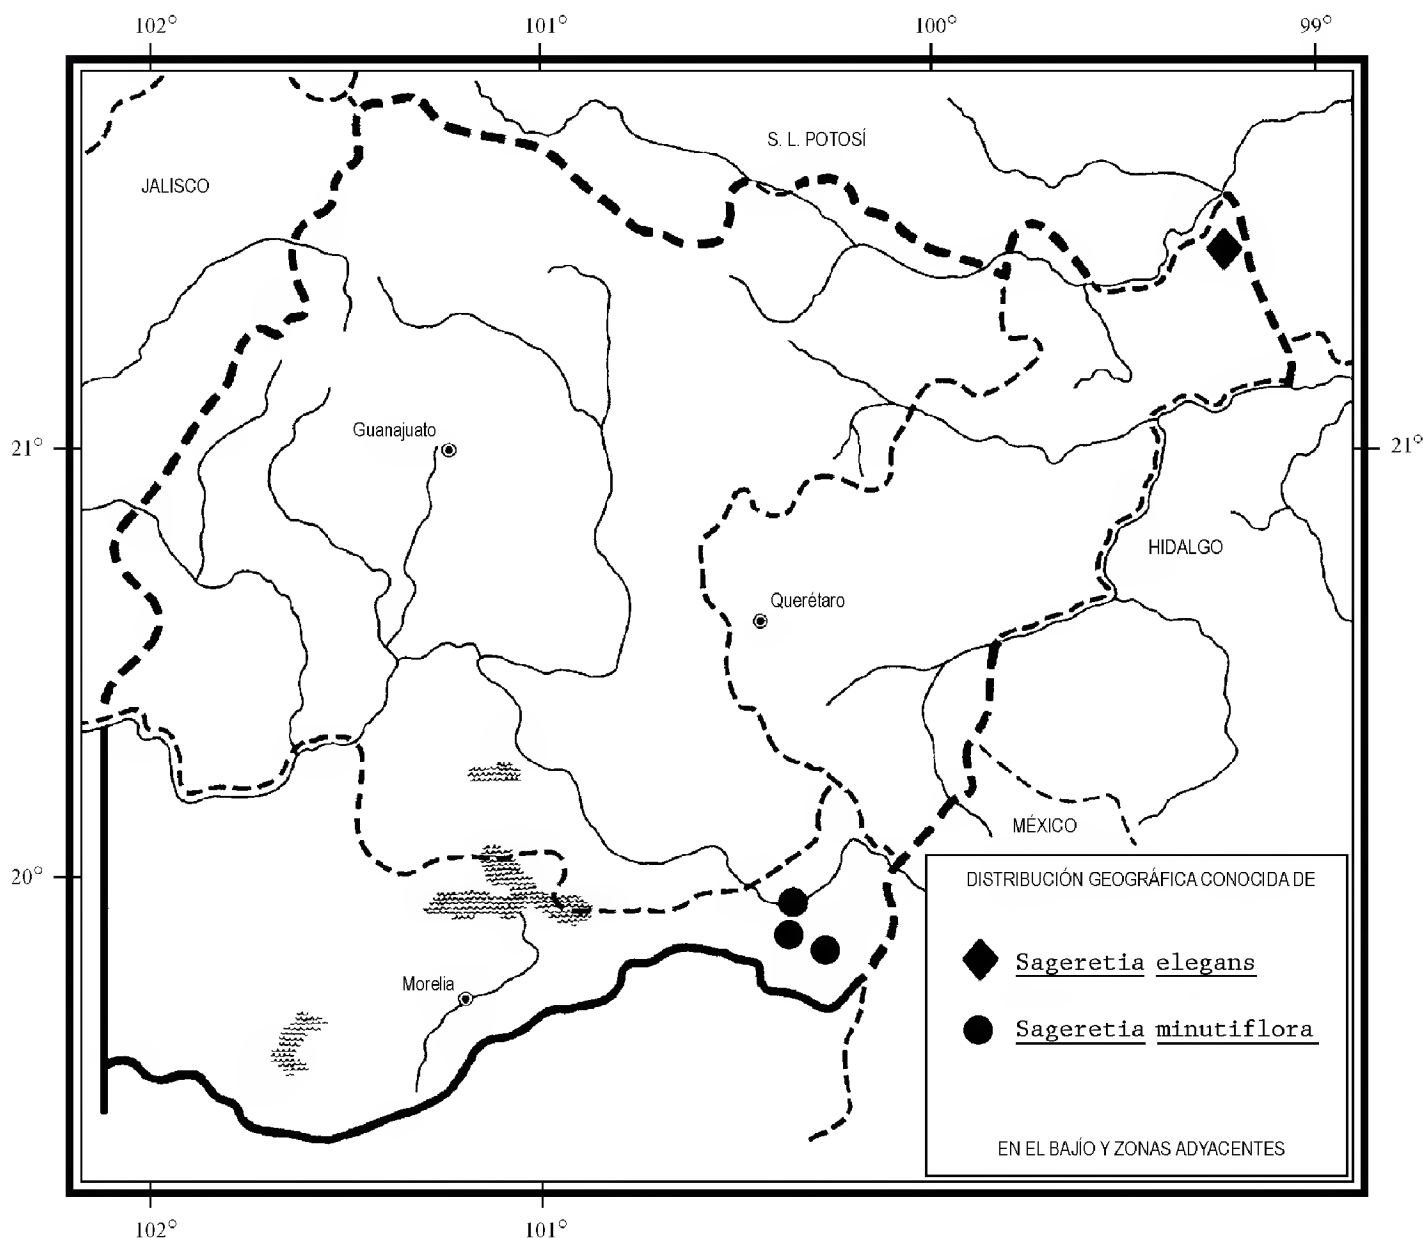 102° 101° 100° 99°
S. L. POTOSÍ
JALISCO
Guanajuato
21° 21°
HIDALGO
Querétaro
MÉXICO
20°
DISTRIBUCIÓN GEOGRÁFICA CONOCIDA DE
Sageretia elegans
Morelia
Sageretia minutiflora
EN EL BAJÍO Y ZONAS ADYACENTES
102° 101°